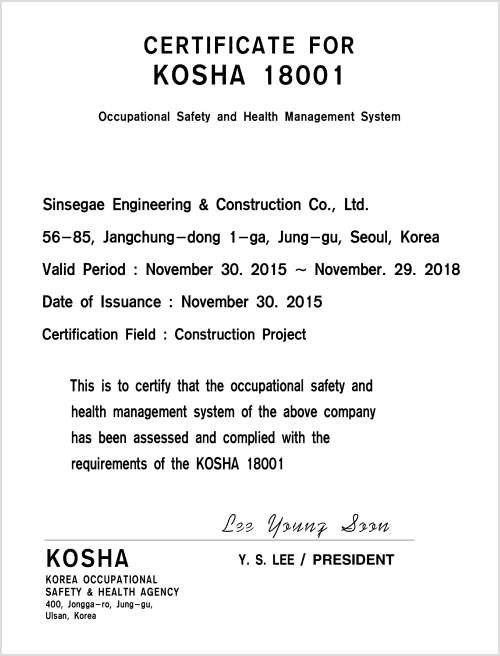 CERTIFICATE FOR
KOSHA 18001
Occupational Safety and Health Management System
Sinsegae Engineering & Construction Co., Ltd.
56-85, Jangchung-dong 1-ga, Jung-gu, Seoul, Korea
Valid Period : November 30. 2015 ~ November. 29. 2018
Date of Issuance : November 30. 2015
Certification Field : Construction Project
This is to certify that the occupational safety and
health management system of the above company
has been assessed and complied with the
requirements of the KOSHA 18001
Lee Young Soon
Y. S. LEE / PRESIDENT
KOSHA
KOREA OCCUPATIONAL
SAFETY & HEALTH AGENCY
400, Jongga-ro, Jung-gu,
Ulsan, Korea